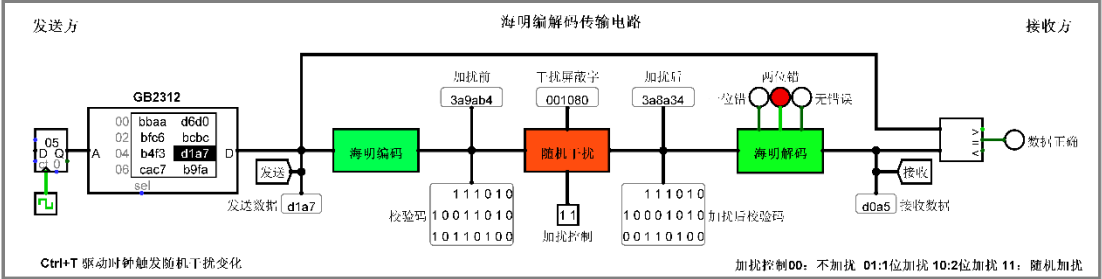 海明编解码传输电路
发送方
接收方
加扰前
干扰屏蔽字
加扰后
两位错
3a9ab4
001080
3a8a34
一位错
无错误
GB2312
05
D Q
ct 0
A
00 bbaa d6d0
02 bfc6 bcbc
04 b4f3 d1a7
06 cac7 b9fa
D
sel
海明编码
随机干扰
海明解码
> = <
数据正确
发送
接收
发送数据 d1a7
校验码
111010
10011010
10110100
11
加扰控制
111010
10001010
00110100
加扰后校验码
d0a5 接收数据
Ctrl+T 驱动时钟触发随机干扰变化
加扰控制00：不加扰 01:1位加扰 10:2位加扰 11：随机加扰